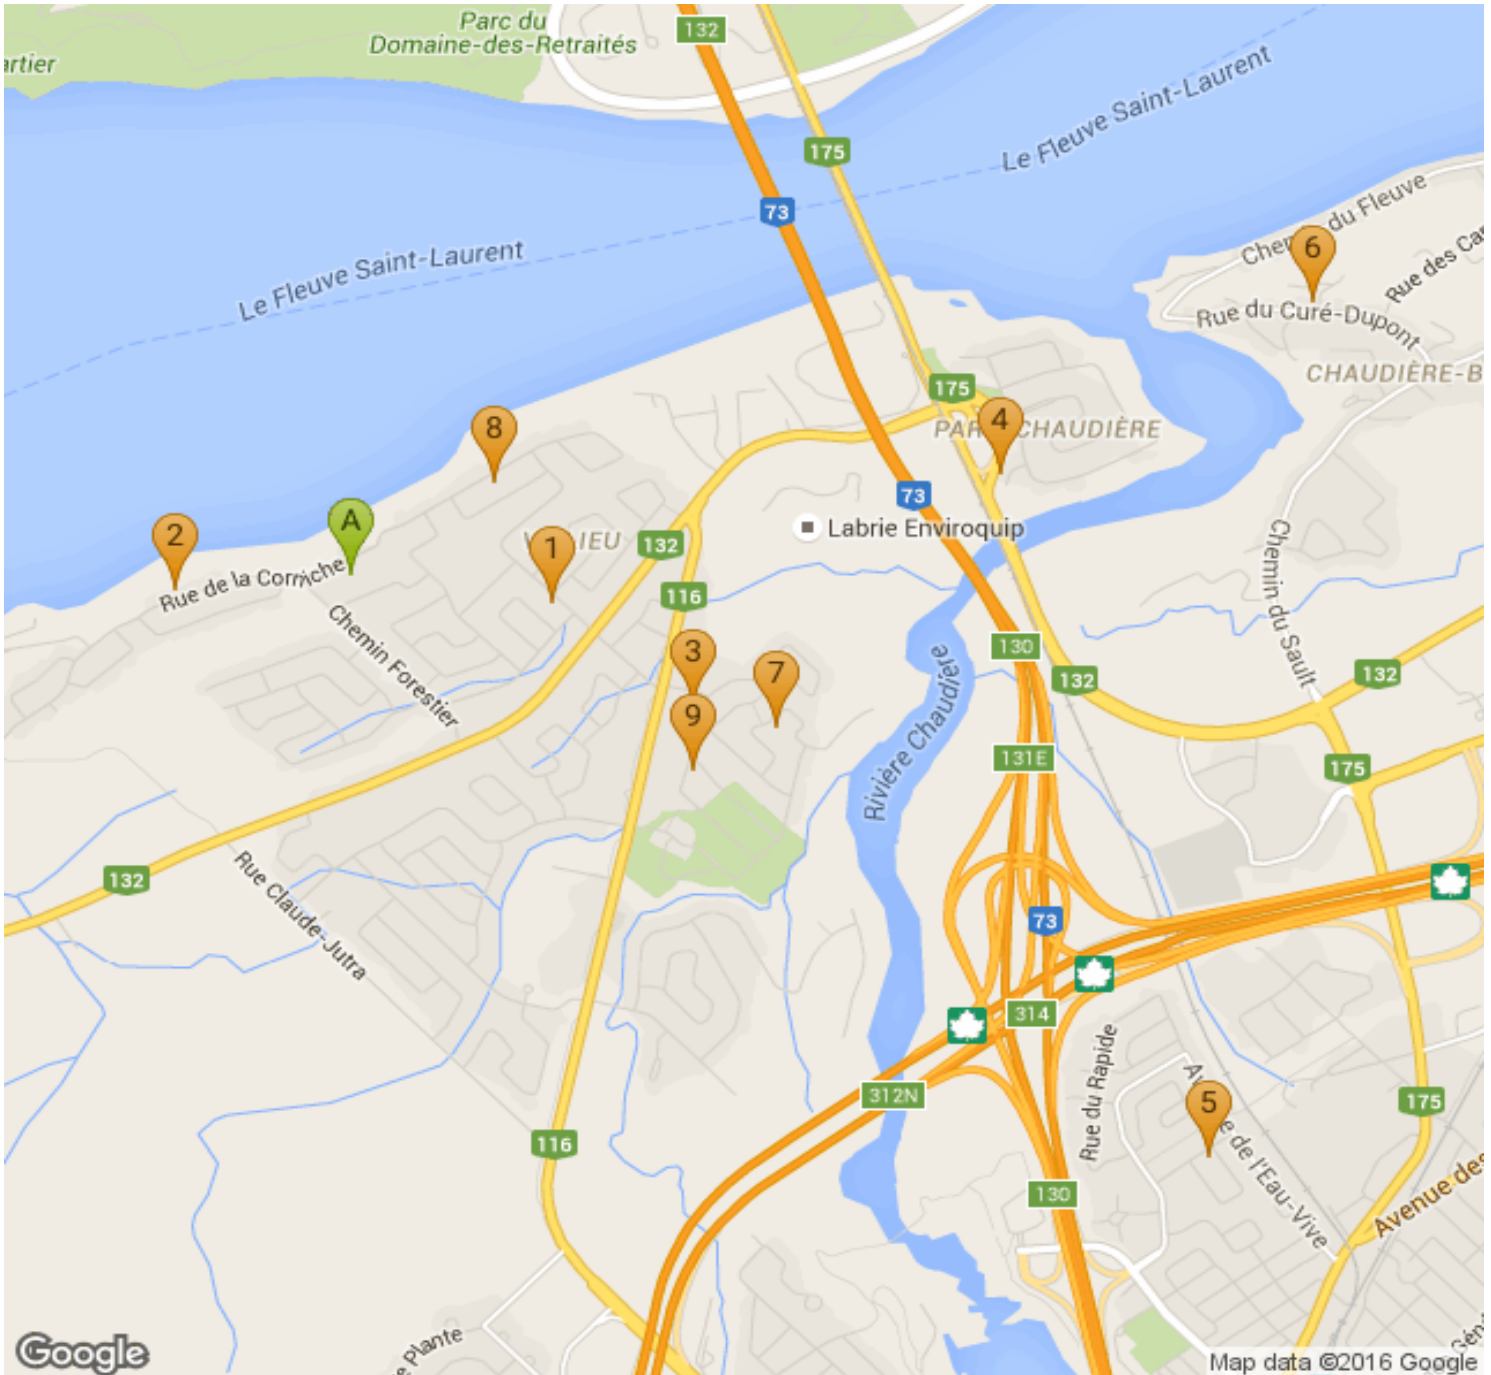 Parc du
Domaine-des-Retraités
artier
132
175
Le Fleuve Saint-Laurent
73
Le Fleuve Saint-Laurent
Chemin du Fleuve
6
Rue des Ca
Rue du Curé-Dupont
CHAUDIÈRE-B
175
4
8
73
A
2
1
132
Labrie Enviroquip
Rue de la Corniche
116
Chemin Forestier
Chemin du Sault
3
7
9
130
132
132
Rivière Chaudière
131E
175
132
Rue Claude-Jutra
73
314
312N
Rue du Rapide
5
175
116
130
Avenue des
Plante
Google
Map data ©2016 Google